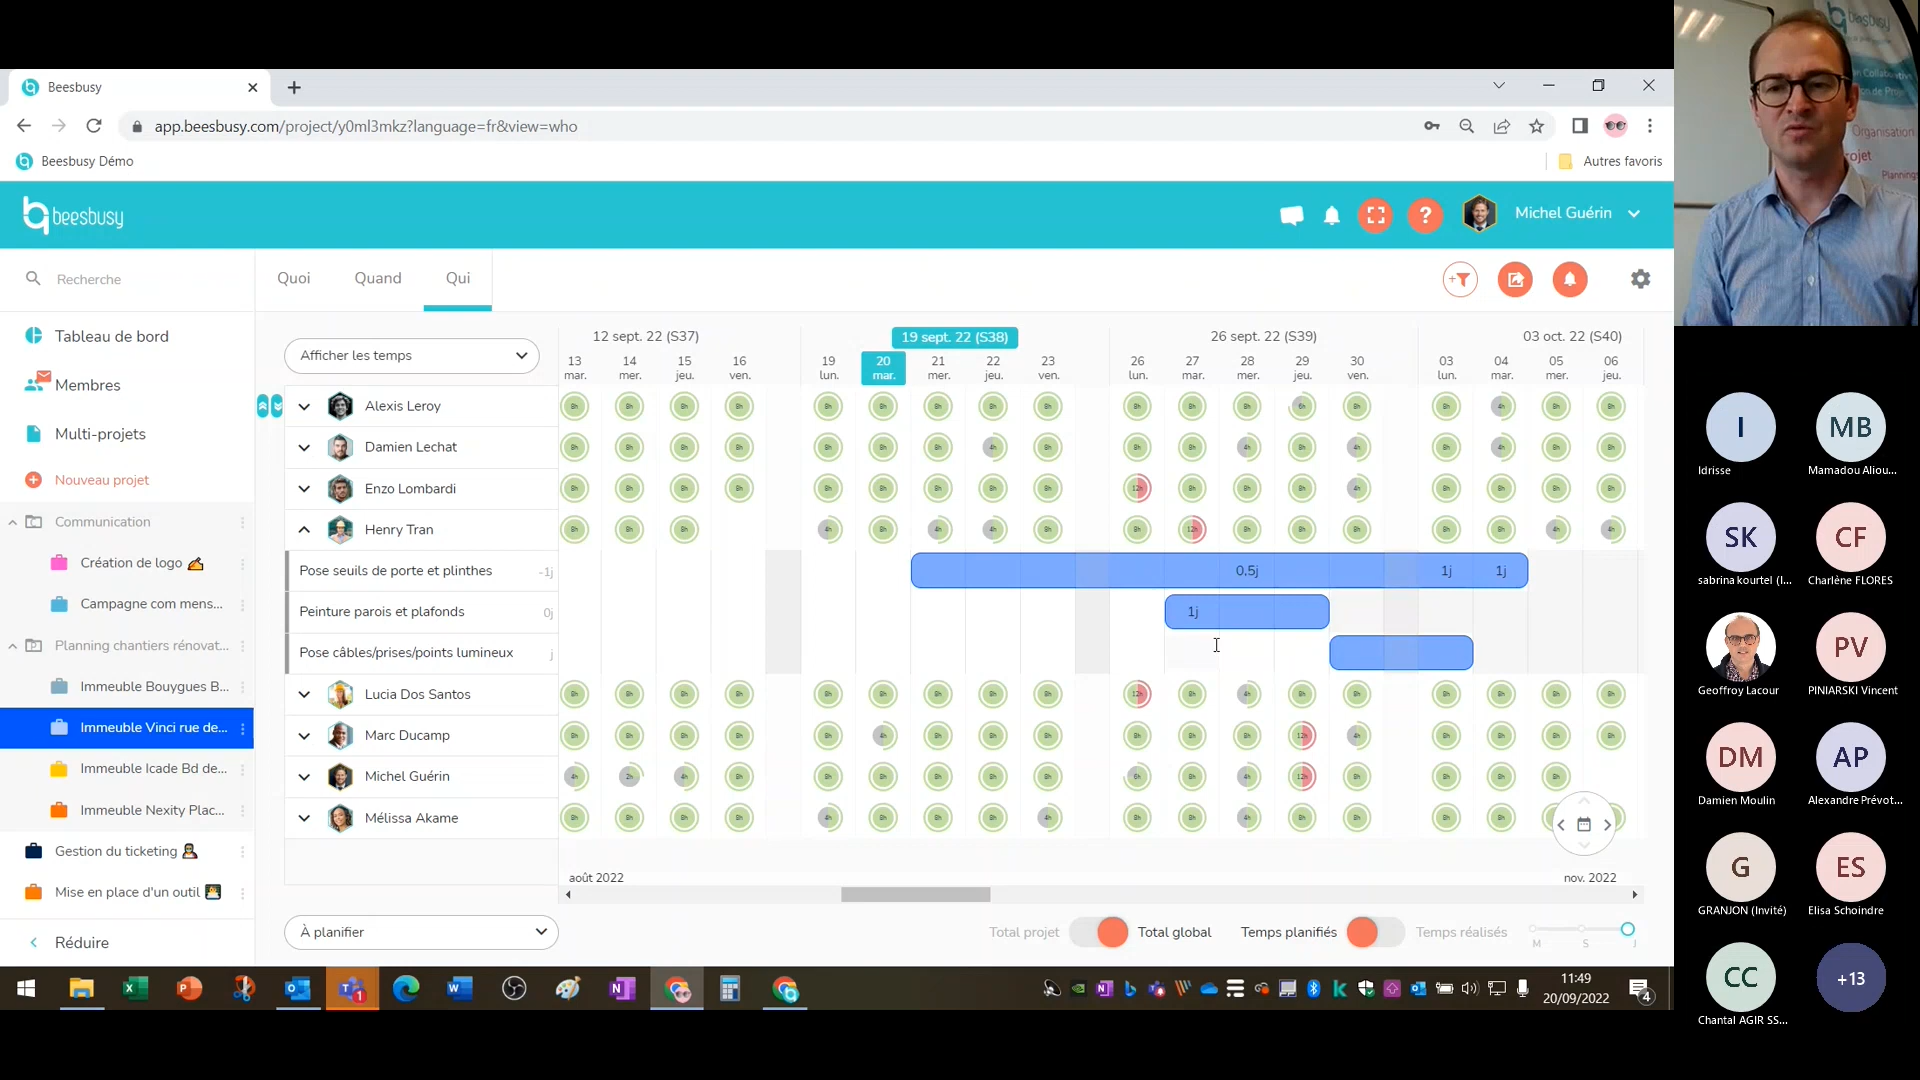 Beesbusy
app.beesbusy.com/project/y0ml3mkz?language=fr&view=who
Beesbusy Démo
Autres favoris
beesbusy
Michel Guérin
Recherche
Quoi
Quand
Qui
Tableau de bord
Membres
Multi-projets
Nouveau projet
Communication
Création de logo
Campagne com mens...
Planning chantiers rénovat...
Immeuble Bouygues B...
Immeuble Vinci rue de...
Immeuble Icade Bd de...
Immeuble Nexity Plac...
Gestion du ticketing
Mise en place d'un outil
Réduire
Afficher les temps
12 sept. 22 (S37)
19 sept. 22 (S38)
26 sept. 22 (S39)
03 oct. 22 (S40)
13 14 15 16 19 20 21 22 23 26 27 28 29 30 03 04 05 06
mar. mer. jeu. ven. lun. mar. mer. jeu. ven. lun. mar. mer. jeu. ven. lun. mar. mer. jeu.
Alexis Leroy
Damien Lechat
Enzo Lombardi
Henry Tran
Pose seuils de porte et plinthes -1j 0,5j 1j 1j
Peinture parois et plafonds 0j 1j
Pose câbles/prises/points lumineux j
Lucia Dos Santos
Marc Ducamp
Michel Guérin
Mélissa Akame
août 2022
nov. 2022
À planifier
Total projet
Total global
Temps planifiés
Temps réalisés
M S J
11:49
20/09/2022
4
1
beesbusy
Organisation
Planning
I
Idrisse
MB
Mamadou Aliou...
SK
sabrina kourtel (I...
CF
Charlène FLORES
Geoffroy Lacour
PV
PINIARSKI Vincent
DM
Damien Moulin
AP
Alexandre Prévot...
G
GRANJON (Invité)
ES
Elisa Schoindre
CC
Chantal AGIR SS...
+13